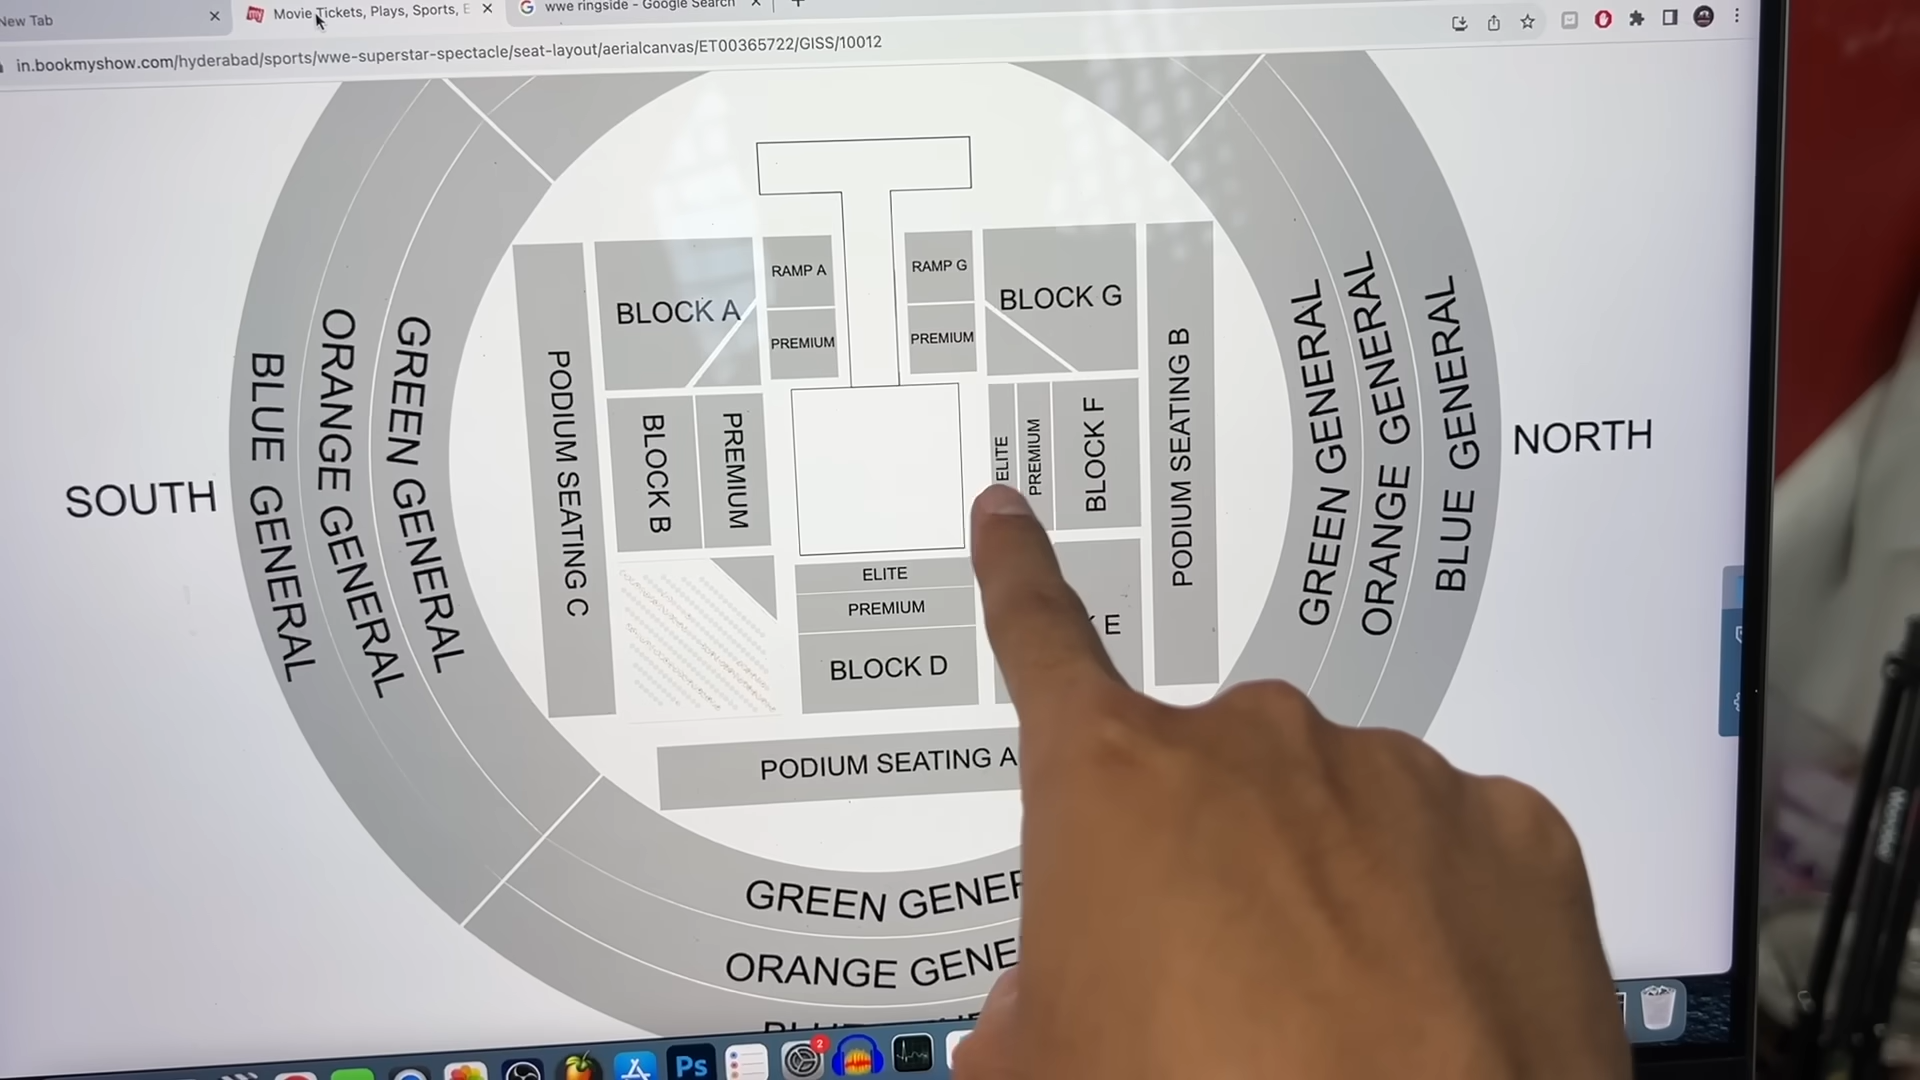 New Tab
Movie Tickets, Plays, Sports, E
wwe ringside - Google Search
in.bookmyshow.com/hyderabad/sports/wwe-superstar-spectacle/seat-layout/aerialcanvas/ET00365722/GISS/10012
RAMP A
RAMP G
BLOCK A
BLOCK G
PREMIUM
PREMIUM
SOUTH
BLUE GENERAL
ORANGE GENERAL
GREEN GENERAL
PODIUM SEATING C
BLOCK B
PREMIUM
ELITE
PREMIUM
BLOCK F
PODIUM SEATING B
GREEN GENERAL
ORANGE GENERAL
BLUE GENERAL
NORTH
ELITE
PREMIUM
E
BLOCK D
PODIUM SEATING A
GREEN GENER
ORANGE GENE
2
Ps